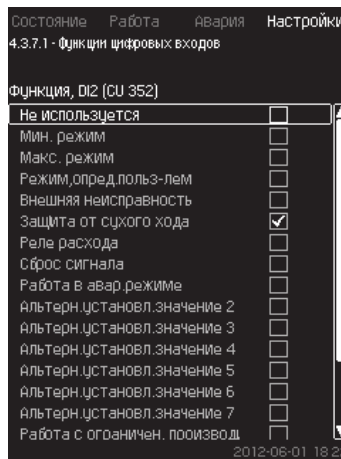 Состояние Работа Авария Настройки
4.3.7.1 - Функции цифровых входов
Функция, DI2 (CU 352)
Не используется
Мин. режим
Макс. режим
Режим,опред.польз-лем
Внешняя неисправность
Защита от сухого хода
Реле расхода
Сброс сигнала
Работа в авар.режиме
Альтерн.установл.значение 2
Альтерн.установл.значение 3
Альтерн.установл.значение 4
Альтерн.установл.значение 5
Альтерн.установл.значение 6
Альтерн.установл.значение 7
Работа с ограничен. производ
2012-06-01 18:2